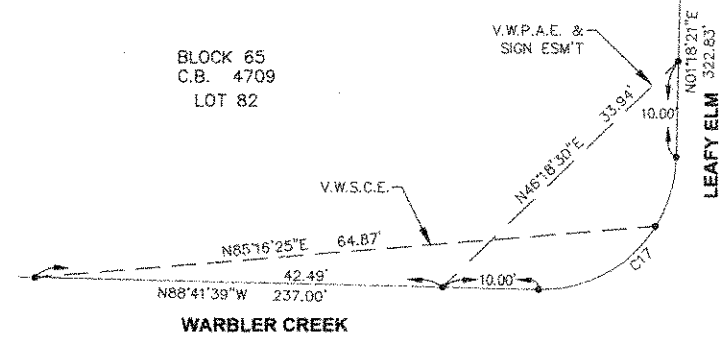 BLOCK 65
C.B. 4709
LOT 82
V.W.P.A.E. &
SIGN ESM'T
N01°18'21"E
322.83'
LEAFY ELM
10.00'
N46°18'30"E 33.94'
V.W.S.C.E.
N85°16'25"E 64.87'
C17
42.49'
10.00'
N88°41'39"W 237.00'
WARBLER CREEK